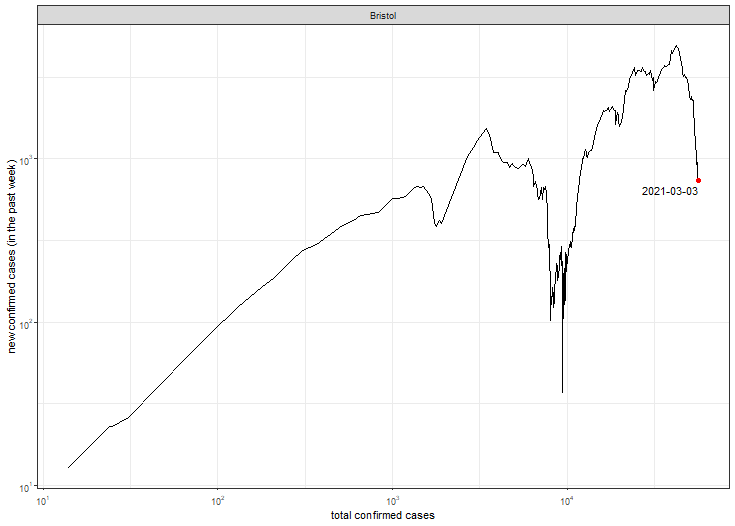 Bristol
new confirmed cases (in the past week)
10³
10²
10¹
2021-03-03
10¹ 10² 10³ 10⁴
total confirmed cases